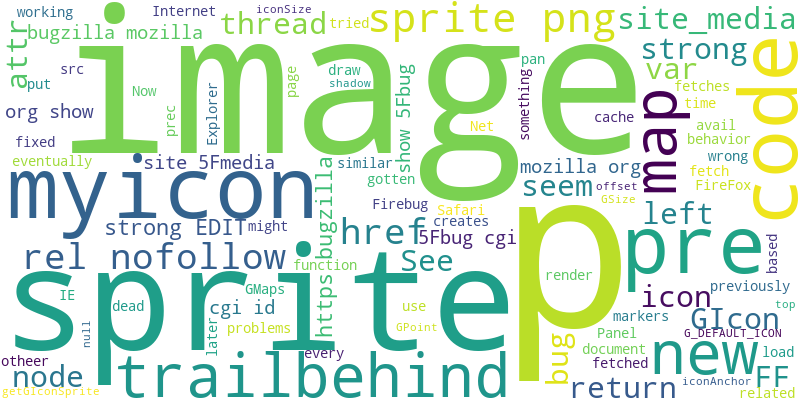 working
Internet
iconSize
tried
sprite png
site_media
bugzilla mozilla
thread
attr
image
strong
code
src
put
page
draw
shadow
pan
var
fetches
Now
Explorer
prec
show 5Fbug
something
map
time
org show
cache
avail
behavior
fixed
Net
eventually
site 5Fmedia
similar
mozilla org
wrong
gotten
fetch
myicon
seem
offset
FireFox
GSize
Firebug
Safari
p
left
strong EDIT
might
https bugzilla
href
creates
5Fbug cgi
rel nofollow
See
pre
based
function
sprite
render
icon
previously
IE
dead
GMaps
use
markers
GIcon
top
cgi id
null
problems
later
GPoint
bug
Panel
G_DEFAULT_ICON
document
new
load
otheer
every
fetched
node
trailbehind
return
iconAnchor
FF
getGIconSprite
related